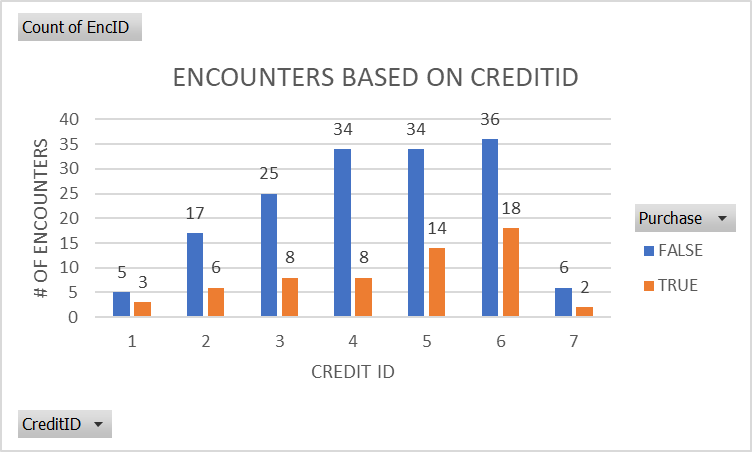 Count of EncID
ENCOUNTERS BASED ON CREDITID
# OF ENCOUNTERS
40
35
30
25
20
15
10
5
0
5 3
17 6
25 8
34 8
34 14
36 18
6 2
1 2 3 4 5 6 7
CREDIT ID
Purchase
FALSE
TRUE
CreditID